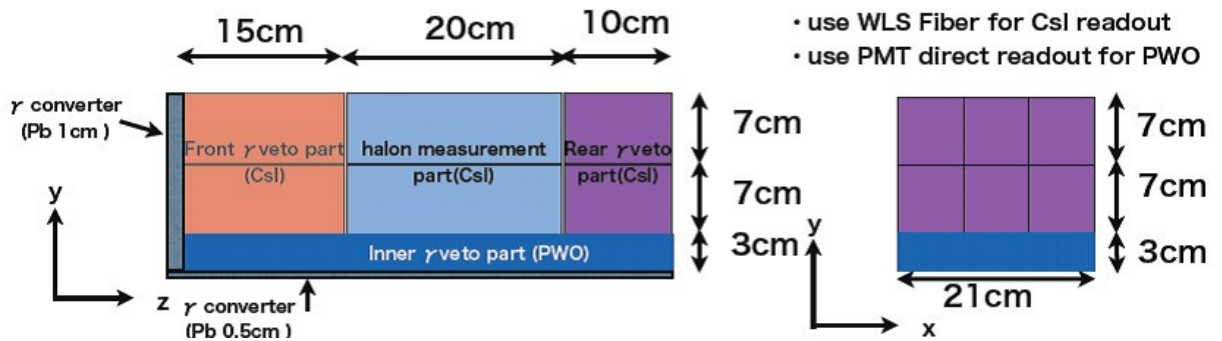 15cm
20cm
10cm
・use WLS Fiber for CsI readout
・use PMT direct readout for PWO
γ converter
(Pb 1cm )
Front γ veto part
(CsI)
halon measurement
part(CsI)
Rear γ veto
part(CsI)
7cm
7cm
3cm
Inner γ veto part (PWO)
y
z
γ converter
(Pb 0.5cm )
7cm
7cm
3cm
21cm
y
x